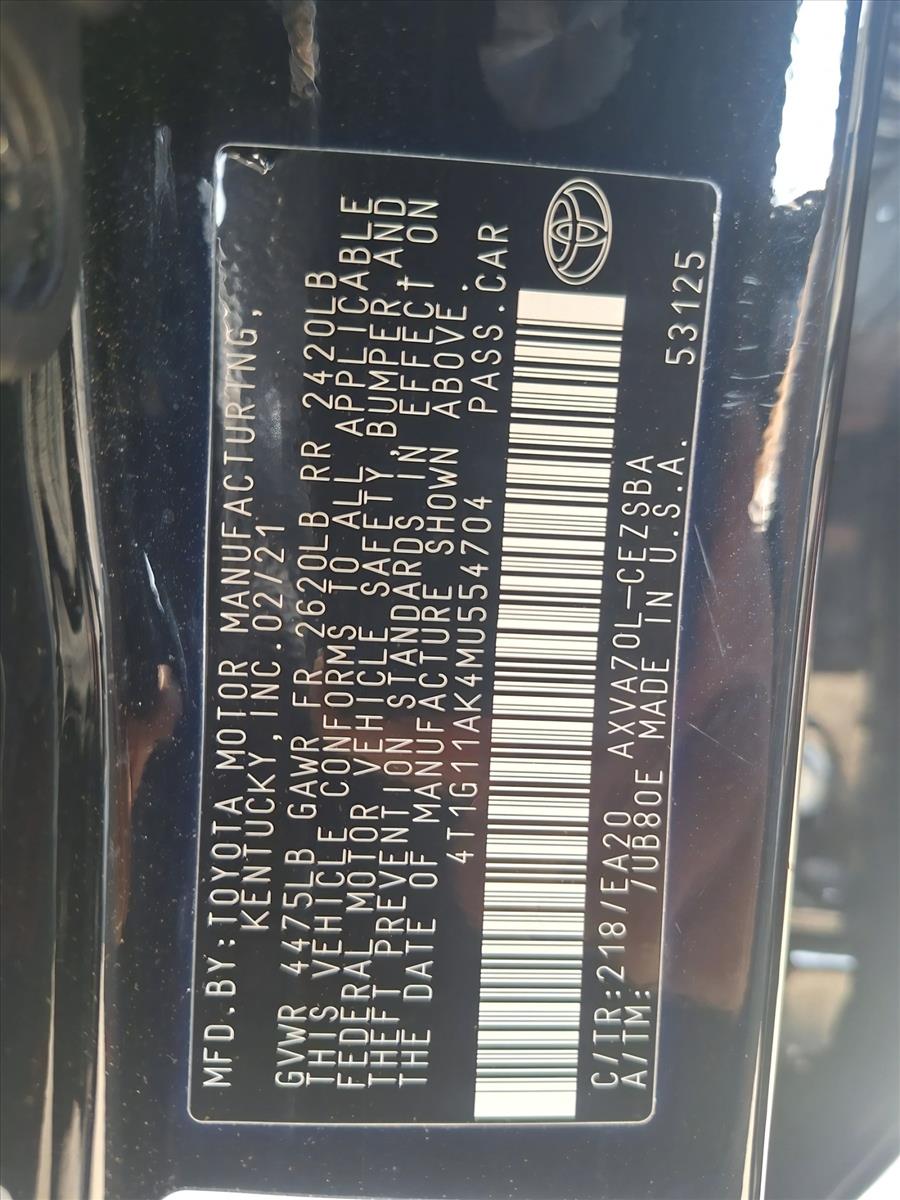 MFD.BY:TOYOTA MOTOR MANUFACTURING,
KENTUCKY,INC.02/21
GVWR 4475LB GAWR FR 2620LB RR 2420LB
THIS VEHICLE CONFORMS TO ALL APPLICABLE
FEDERAL MOTOR VEHICLE SAFETY,BUMPER,AND
THEFT PREVENTION STANDARDS IN EFFECT ON
THE DATE OF MANUFACTURE SHOWN ABOVE.
4T1G11AK4MU554704 PASS.CAR
C/TR:218/EA20 AXVA70L-CEZSBA
A/TM: /UB80E MADE IN U.S.A. 53125